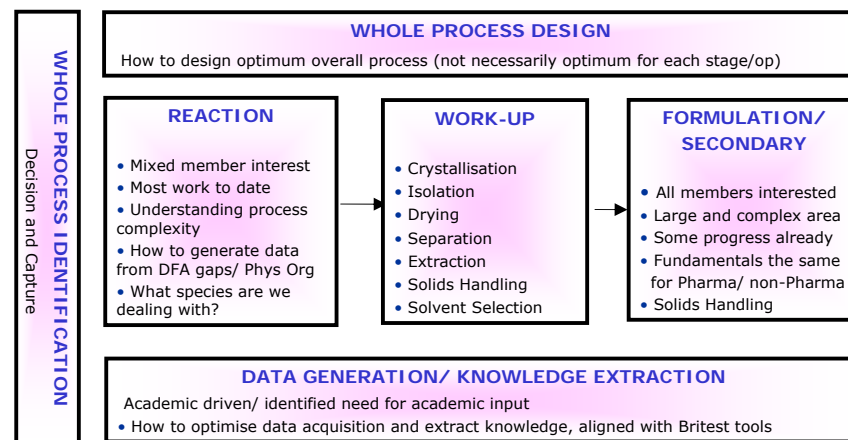 WHOLE PROCESS IDENTIFICATION
Decision and Capture
WHOLE PROCESS DESIGN
How to design optimum overall process (not necessarily optimum for each stage/op)
REACTION
• Mixed member interest
• Most work to date
• Understanding process
complexity
• How to generate data
from DFA gaps/ Phys Org
• What species are we
dealing with?
WORK-UP
• Crystallisation
• Isolation
• Drying
• Separation
• Extraction
• Solids Handling
• Solvent Selection
FORMULATION/
SECONDARY
• All members interested
• Large and complex area
• Some progress already
• Fundamentals the same
for Pharma/ non-Pharma
• Solids Handling
DATA GENERATION/ KNOWLEDGE EXTRACTION
Academic driven/ identified need for academic input
• How to optimise data acquisition and extract knowledge, aligned with Britest tools